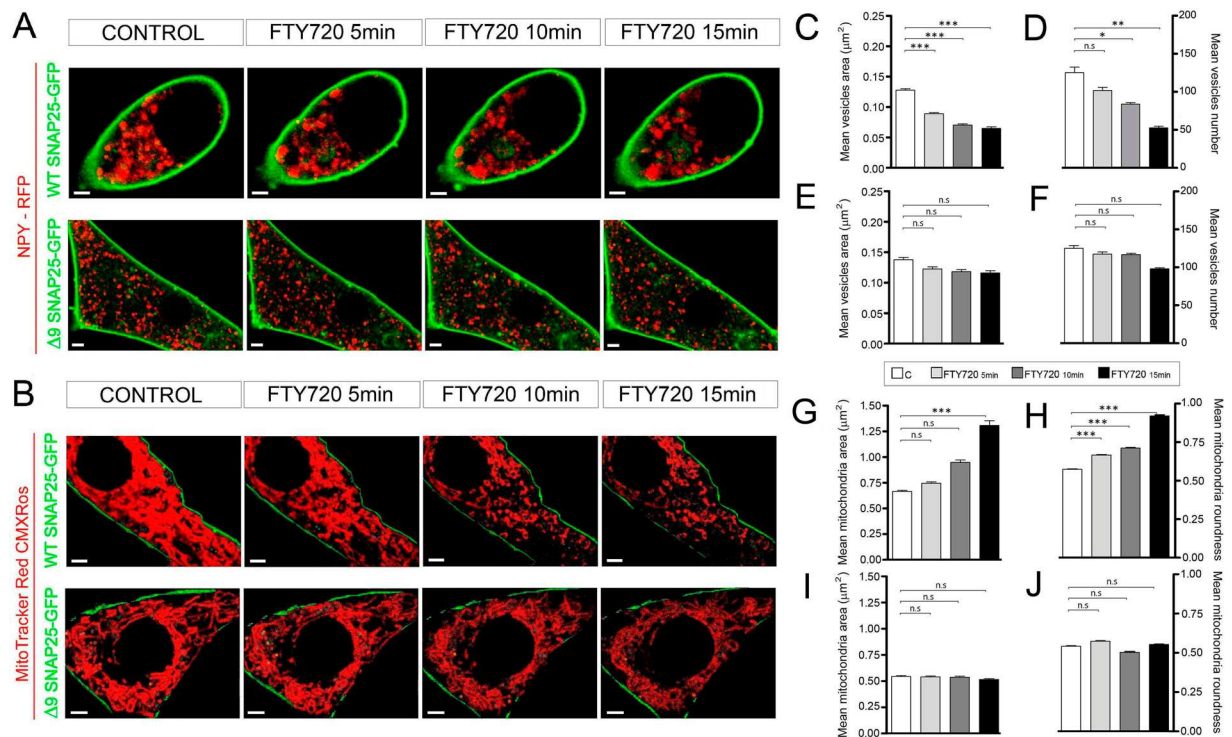 A
CONTROL
FTY720 5min
FTY720 10min
FTY720 15min
NPY - RFP
WT SNAP25-GFP
Δ9 SNAP25-GFP
B
CONTROL
FTY720 5min
FTY720 10min
FTY720 15min
MitoTracker Red CMXRos
WT SNAP25-GFP
Δ9 SNAP25-GFP
C
Mean vesicles area (μm²)
0.25
0.20
0.15
0.10
0.05
0.00
***
***
***
D
**
*
n.s
200
150
100
50
0
Mean vesicles number
E
Mean vesicles area (μm²)
0.25
0.20
0.15
0.10
0.05
0.00
n.s
n.s
n.s
F
n.s
n.s
n.s
200
150
100
50
0
Mean vesicles number
C FTY720 5min FTY720 10min FTY720 15min
G
Mean mitochondria area (μm²)
1.50
1.25
1.00
0.75
0.50
0.25
0.00
***
n.s
n.s
H
***
***
***
1.00
0.75
0.50
0.25
0.00
Mean mitochondria roundness
I
Mean mitochondria area (μm²)
1.50
1.25
1.00
0.75
0.50
0.25
0.00
n.s
n.s
n.s
J
n.s
n.s
n.s
1.00
0.75
0.50
0.25
0.00
Mean mitochondria roundness